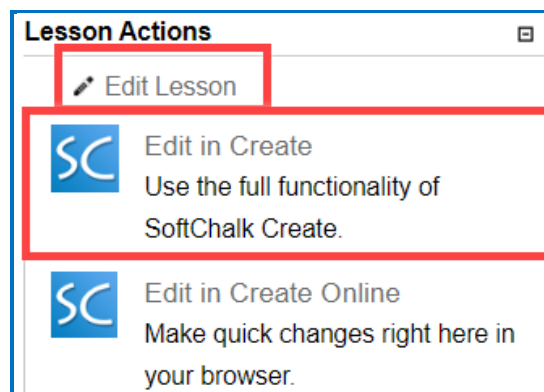 Lesson Actions
Edit Lesson
SC
Edit in Create
Use the full functionality of
SoftChalk Create.
SC
Edit in Create Online
Make quick changes right here in
your browser.